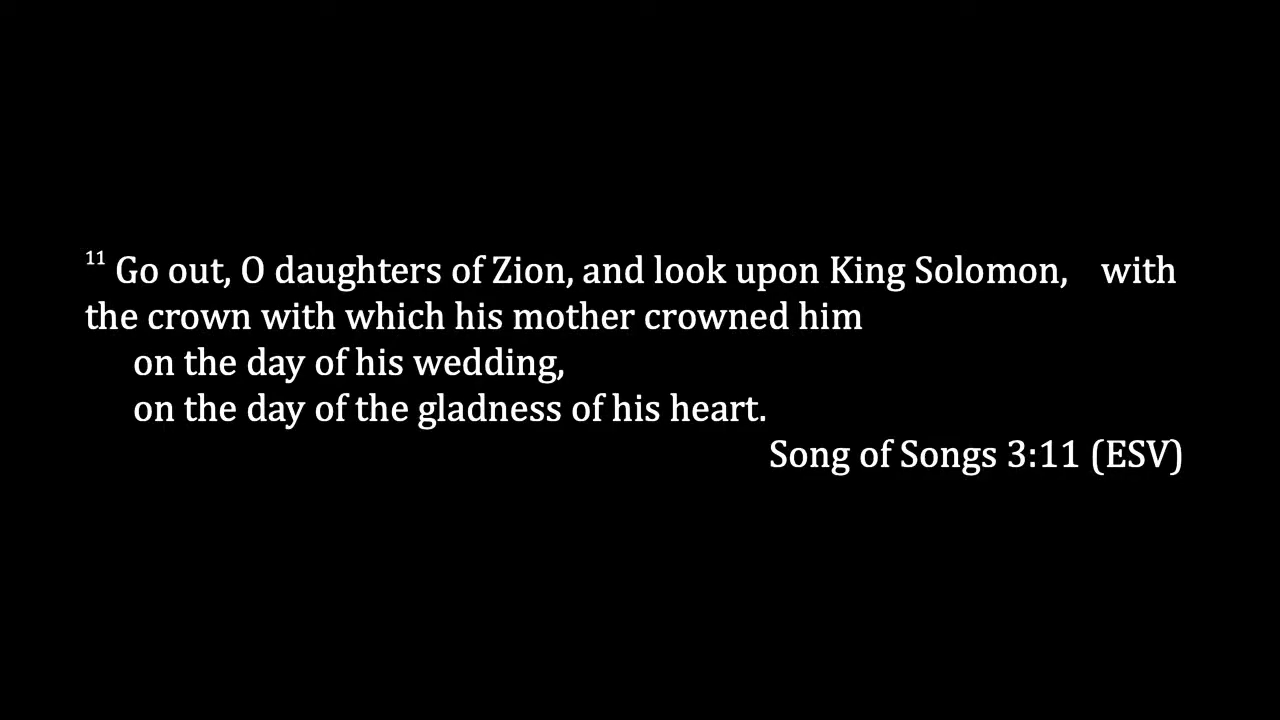 11 Go out, O daughters of Zion, and look upon King Solomon, with
the crown with which his mother crowned him
on the day of his wedding,
on the day of the gladness of his heart.
Song of Songs 3:11 (ESV)